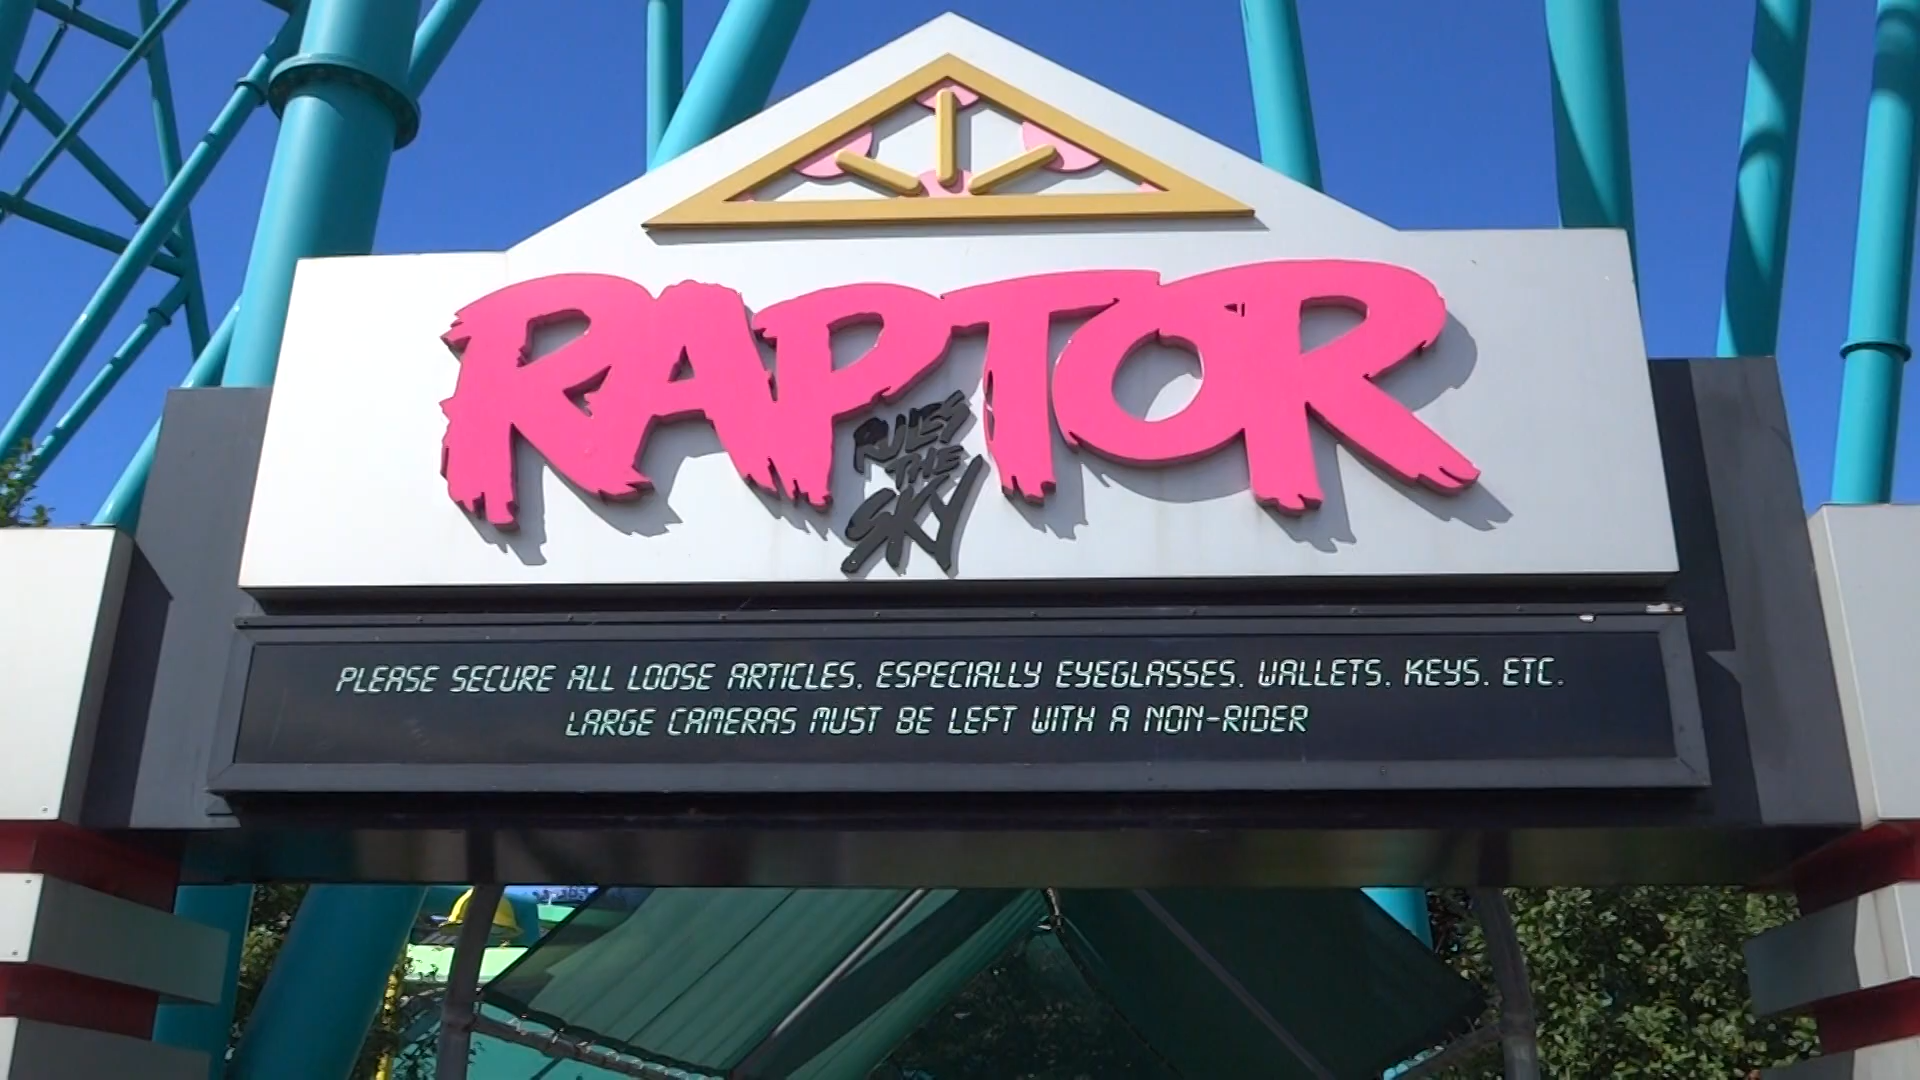 RAPTOR
RULES
THE
SKY
PLEASE SECURE ALL LOOSE ARTICLES, ESPECIALLY EYEGLASSES, WALLETS, KEYS, ETC.
LARGE CAMERAS MUST BE LEFT WITH A NON-RIDER